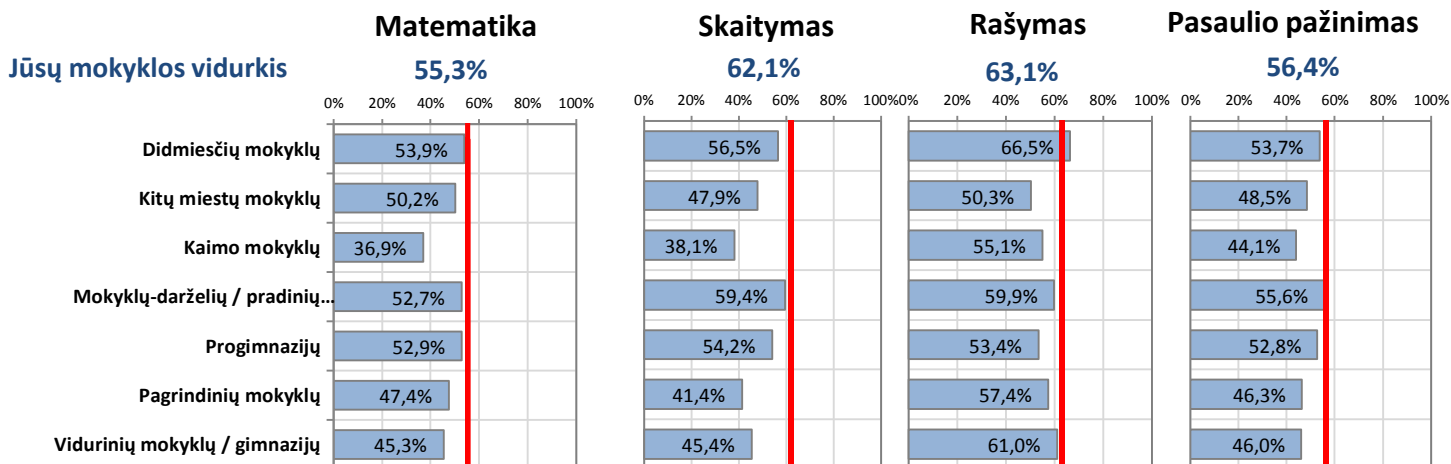 Matematika Skaitymas Rašymas Pasaulio pažinimas
Jūsų mokyklos vidurkis 55,3% 62,1% 63,1% 56,4%
0% 20% 40% 60% 80% 100% 0% 20% 40% 60% 80% 100% 0% 20% 40% 60% 80% 100% 0% 20% 40% 60% 80% 100%
Didmiesčių mokyklų 53,9% 56,5% 66,5% 53,7%
Kitų miestų mokyklų 50,2% 47,9% 50,3% 48,5%
Kaimo mokyklų 36,9% 38,1% 55,1% 44,1%
Mokyklų-darželių / pradinių... 52,7% 59,4% 59,9% 55,6%
Progimnazijų 52,9% 54,2% 53,4% 52,8%
Pagrindinių mokyklų 47,4% 41,4% 57,4% 46,3%
Vidurinių mokyklų / gimnazijų 45,3% 45,4% 61,0% 46,0%